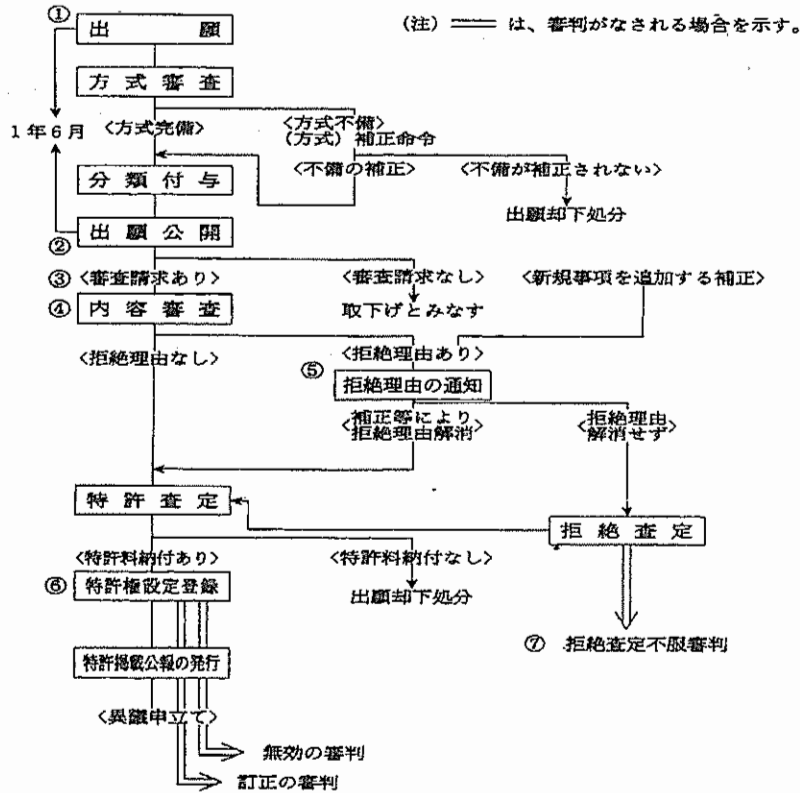 ①
出願
(注) ═══ は、審判がなされる場合を示す。
方式審査
1年6月
<方式完備>
<方式不備>
(方式) 補正命令
<不備の補正>
<不備が補正されない>
分類付与
出願却下処分
出願公開
②
③ <審査請求あり>
<審査請求なし>
<新規事項を追加する補正>
④ 内容審査
取下げとみなす
<拒絶理由なし>
<拒絶理由あり>
⑤ 拒絶理由の通知
<補正等により
拒絶理由解消>
<拒絶理由
解消せず>
特許査定
拒絶査定
<特許料納付あり>
<特許料納付なし>
⑥ 特許権設定登録
出願却下処分
⑦ 拒絶査定不服審判
特許掲載公報の発行
<異議申立て>
無効の審判
訂正の審判